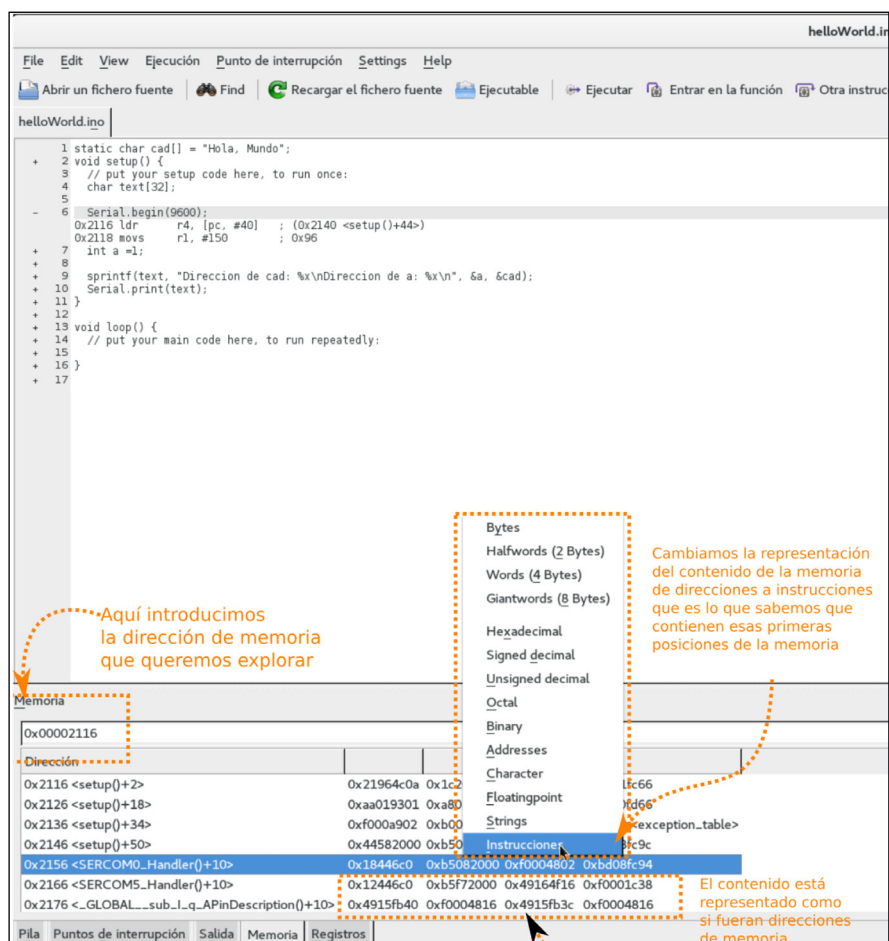 helloWorld.in
File Edit View Ejecución Punto de interrupción Settings Help
Abrir un fichero fuente Find Recargar el fichero fuente Ejecutable Ejecutar Entrar en la función Otra instruc
helloWorld.ino
1 static char cad[] = "Hola, Mundo";
+ 2 void setup() {
3 // put your setup code here, to run once:
4 char text[32];
5
- 6 Serial.begin(9600);
0x2116 ldr r4, [pc, #40] ; (0x2140 <setup()+44>)
0x2118 movs r1, #150 ; 0x96
+ 7 int a =1;
+ 8
+ 9 sprintf(text, "Direccion de cad: %x\nDireccion de a: %x\n", &a, &cad);
+ 10 Serial.print(text);
+ 11 }
+ 12
+ 13 void loop() {
+ 14 // put your main code here, to run repeatedly:
+ 15
+ 16 }
+ 17
Bytes
Halfwords (2 Bytes)
Words (4 Bytes)
Giantwords (8 Bytes)
Hexadecimal
Signed decimal
Unsigned decimal
Octal
Binary
Addresses
Character
Floatingpoint
Strings
Instrucciones
Cambiamos la representación
del contenido de la memoria
de direcciones a instrucciones
que es lo que sabemos que
contienen esas primeras
posiciones de la memoria
Aquí introducimos
la dirección de memoria
que queremos explorar
Memoria
0x00002116
Dirección
0x2116 <setup()+2> 0x21964c0a 0x1c2 1fc66
0x2126 <setup()+18> 0xaa019301 0xa80 0fd66
0x2136 <setup()+34> 0xf000a902 0xb00 <exception_table>
0x2146 <setup()+50> 0x44582000 0xb50 8fc9c
0x2156 <SERCOM0_Handler()+10> 0x18446c0 0xb5082000 0xf0004802 0xbd08fc94
0x2166 <SERCOM5_Handler()+10> 0x12446c0 0xb5f72000 0x49164f16 0xf0001c38
0x2176 <_GLOBAL__sub_I_q_APinDescription()+10> 0x4915fb40 0xf0004816 0x4915fb3c 0xf0004816
El contenido está
representado como
si fueran direcciones
de memoria
Pila Puntos de interrupción Salida Memoria Registros